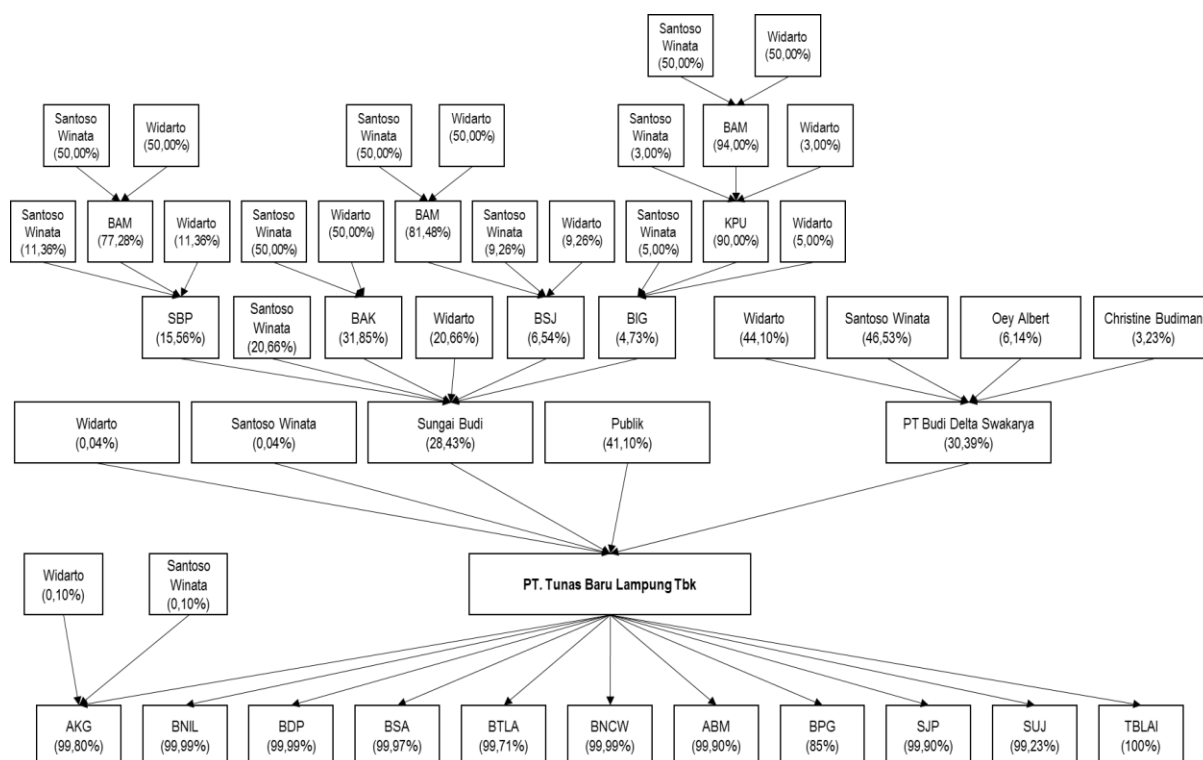 Santoso
Winata
(50,00%)
Widarto
(50,00%)
Santoso
Winata
(50,00%)
Widarto
(50,00%)
Santoso
Winata
(50,00%)
Widarto
(50,00%)
Santoso
Winata
(3,00%)
BAM
(94,00%)
Widarto
(3,00%)
Santoso
Winata
(11,36%)
BAM
(77,28%)
Widarto
(11,36%)
Santoso
Winata
(50,00%)
Widarto
(50,00%)
BAM
(81,48%)
Santoso
Winata
(9,26%)
Widarto
(9,26%)
Santoso
Winata
(5,00%)
KPU
(90,00%)
Widarto
(5,00%)
SBP
(15,56%)
Santoso
Winata
(20,66%)
BAK
(31,85%)
Widarto
(20,66%)
BSJ
(6,54%)
BIG
(4,73%)
Widarto
(44,10%)
Santoso Winata
(46,53%)
Oey Albert
(6,14%)
Christine Budiman
(3,23%)
Widarto
(0,04%)
Santoso Winata
(0,04%)
Sungai Budi
(28,43%)
Publik
(41,10%)
PT Budi Delta Swakarya
(30,39%)
Widarto
(0,10%)
Santoso
Winata
(0,10%)
PT. Tunas Baru Lampung Tbk
AKG
(99,80%)
BNIL
(99,99%)
BDP
(99,99%)
BSA
(99,97%)
BTLA
(99,71%)
BNCW
(99,99%)
ABM
(99,90%)
BPG
(85%)
SJP
(99,90%)
SUJ
(99,23%)
TBLAI
(100%)